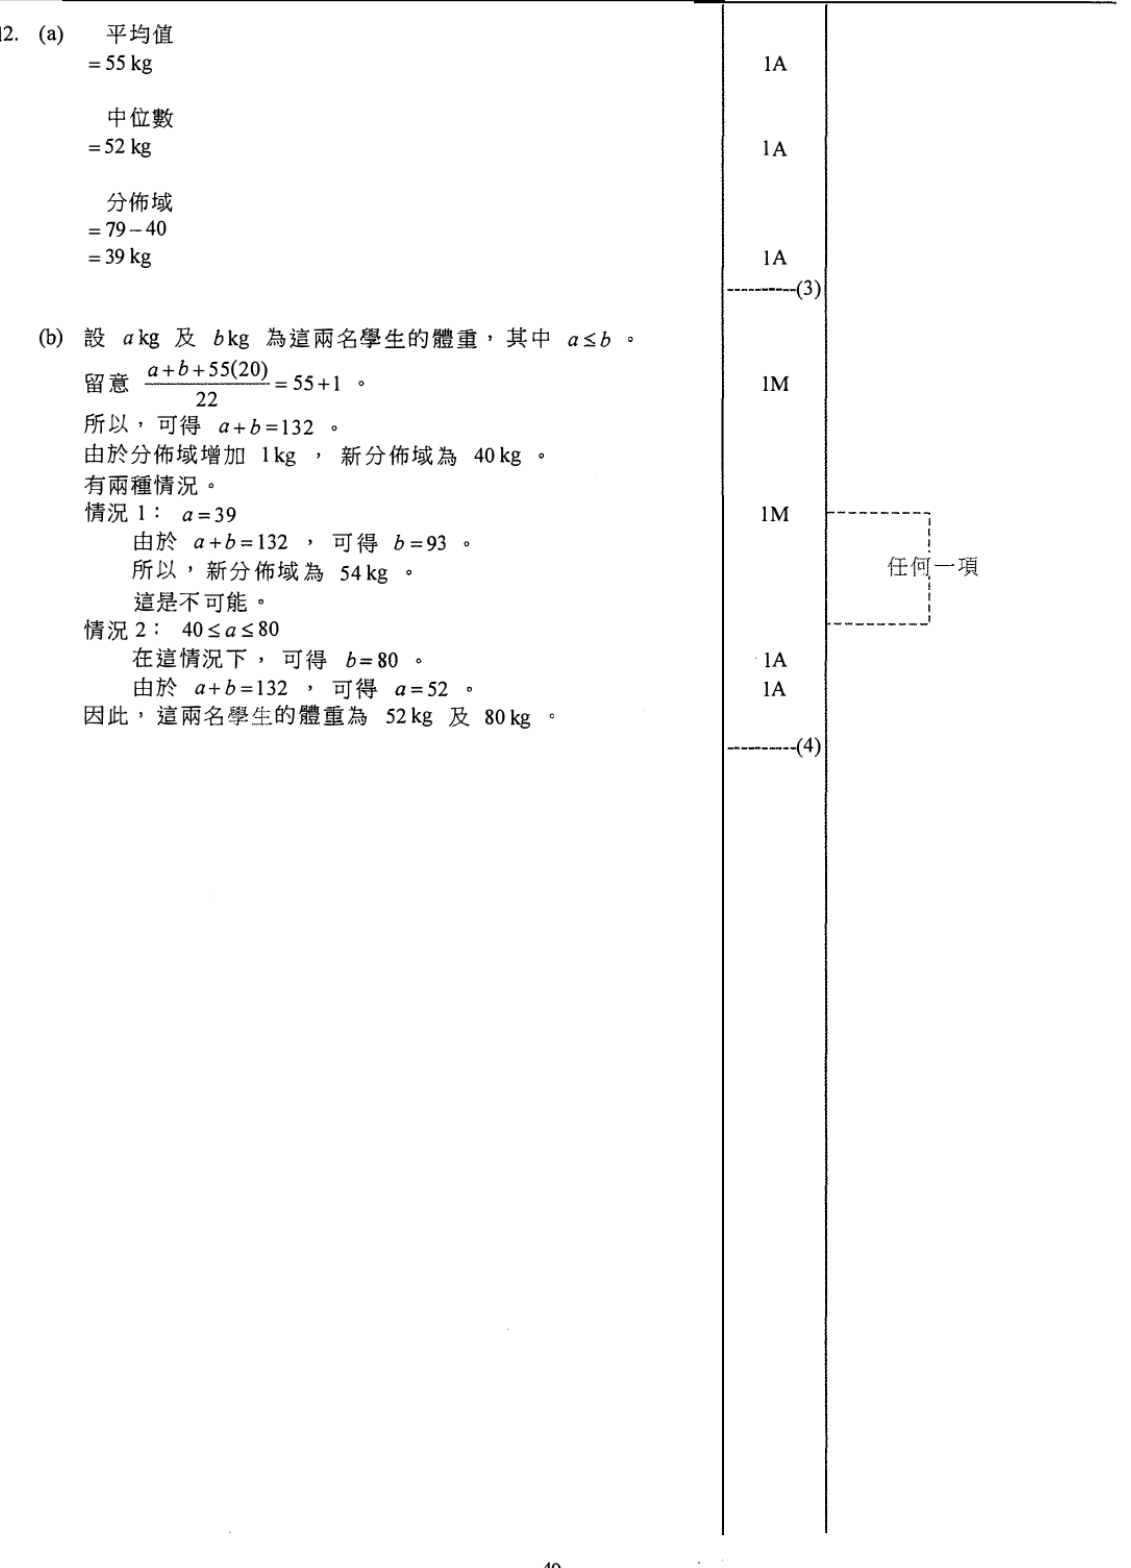 12. (a) 平均值
= 55 kg 1A
中位數
= 52 kg 1A
分佈域
= 79 – 40
= 39 kg 1A
----------(3)
(b) 設 a kg 及 b kg 為這兩名學生的體重，其中 a ≤ b 。
留意 \frac{a+b+55(20)}{22} = 55+1 。 1M
所以，可得 a+b=132 。
由於分佈域增加 1 kg ， 新分佈域為 40 kg 。
有兩種情況。
情況 1： a=39 1M
由於 a+b=132 ， 可得 b=93 。
所以，新分佈域為 54 kg 。 任何一項
這是不可能。
情況 2： 40 ≤ a ≤ 80
在這情況下， 可得 b=80 。 1A
由於 a+b=132 ， 可得 a=52 。 1A
因此，這兩名學生的體重為 52 kg 及 80 kg 。
----------(4)